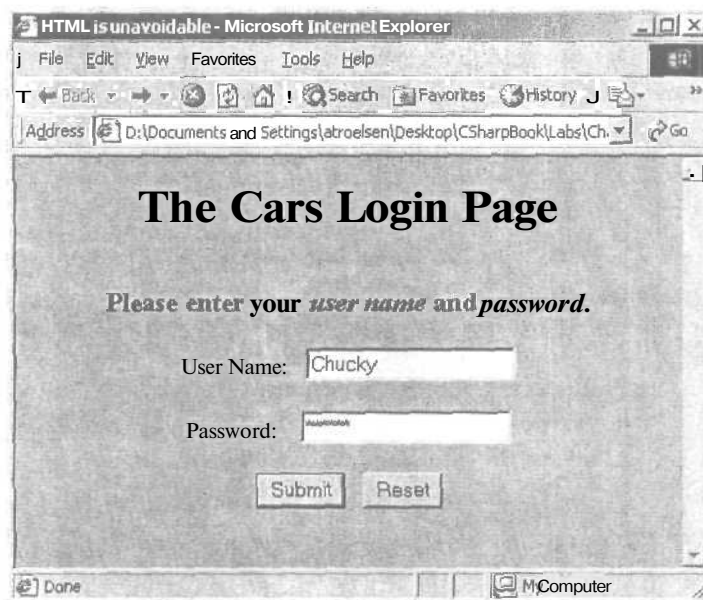 HTML is unavoidable - Microsoft Internet Explorer
j File Edit View Favorites Tools Help
T Back Search Favorites History J »
Address D:\Documents and Settings\atroelsen\Desktop\CSharpBook\Labs\Ch. Go
The Cars Login Page
Please enter your user name and password.
User Name: Chucky
Password: ********
Submit Reset
Done My Computer